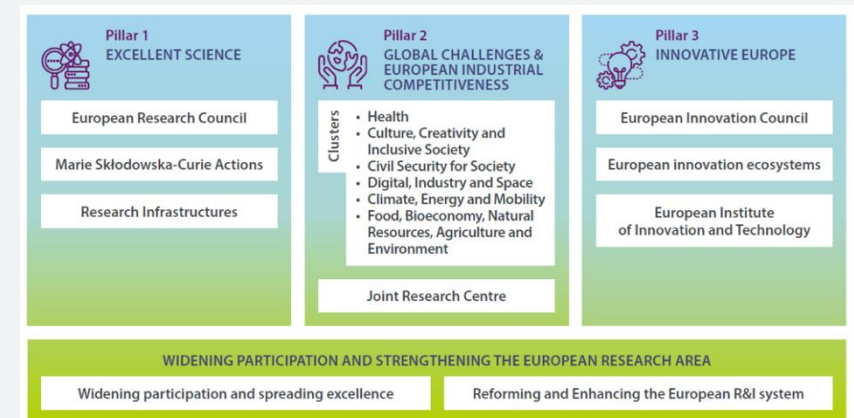 Pillar 1
EXCELLENT SCIENCE
European Research Council
Marie Skłodowska-Curie Actions
Research Infrastructures
Pillar 2
GLOBAL CHALLENGES &
EUROPEAN INDUSTRIAL
COMPETITIVENESS
Clusters
• Health
• Culture, Creativity and
Inclusive Society
• Civil Security for Society
• Digital, Industry and Space
• Climate, Energy and Mobility
• Food, Bioeconomy, Natural
Resources, Agriculture and
Environment
Joint Research Centre
Pillar 3
INNOVATIVE EUROPE
European Innovation Council
European innovation ecosystems
European Institute
of Innovation and Technology
WIDENING PARTICIPATION AND STRENGTHENING THE EUROPEAN RESEARCH AREA
Widening participation and spreading excellence
Reforming and Enhancing the European R&I system